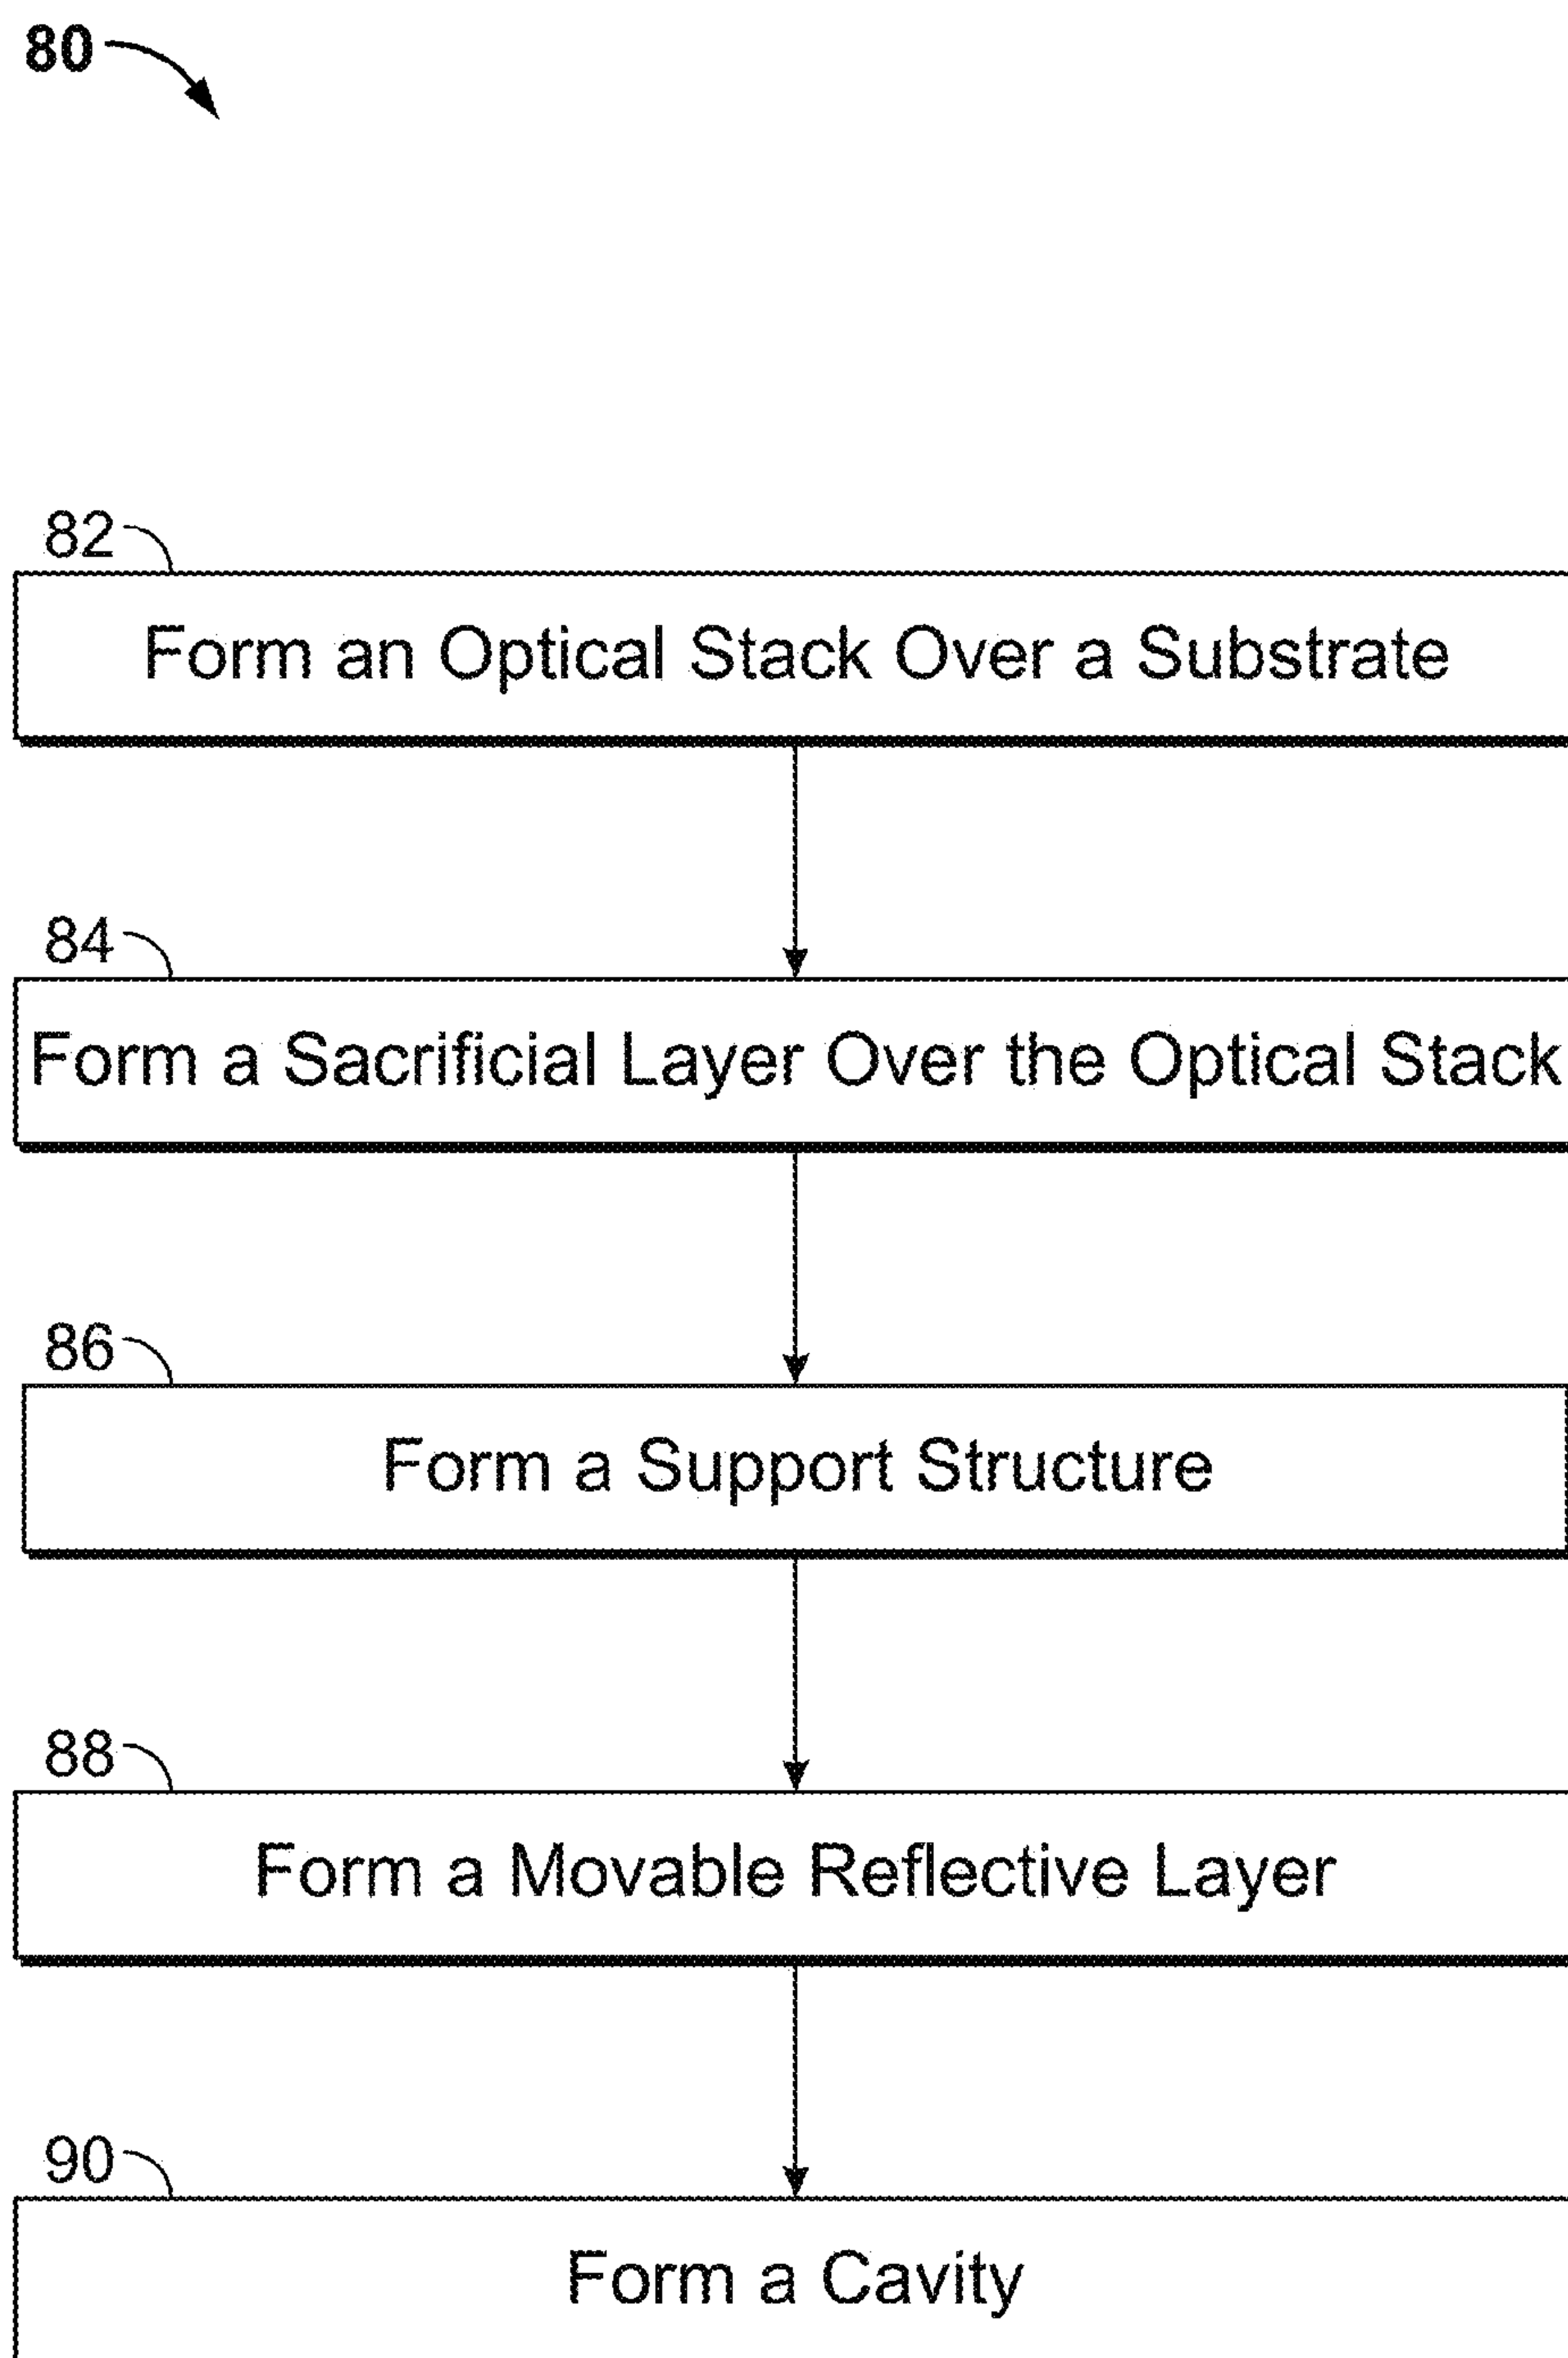 80
82
Form an Optical Stack Over a Substrate
84
Form a Sacrificial Layer Over the Optical Stack
86
Form a Support Structure
88
Form a Movable Reflective Layer
90
Form a Cavity